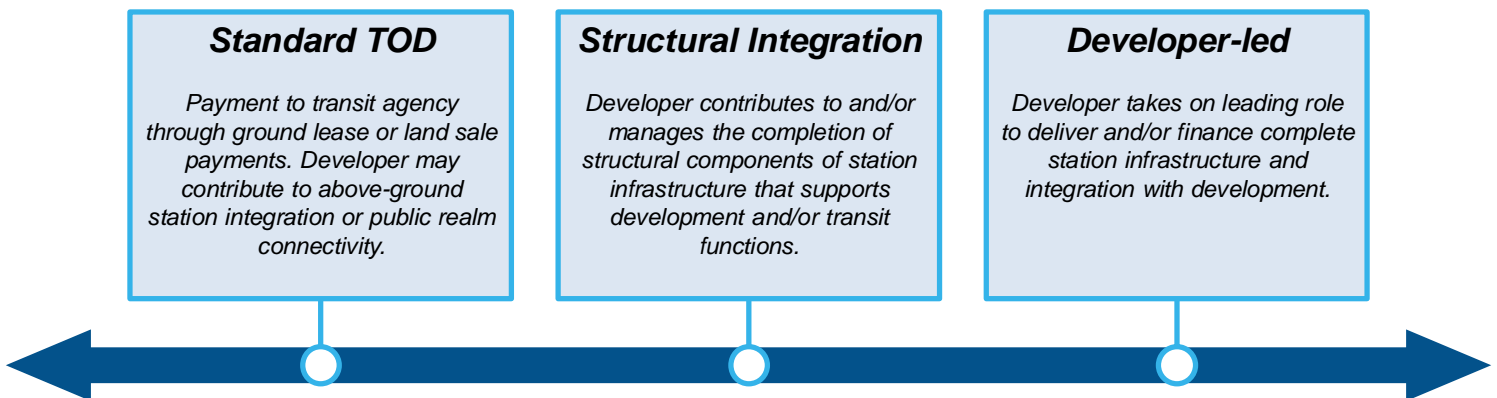 Standard TOD
Payment to transit agency
through ground lease or land sale
payments. Developer may
contribute to above-ground
station integration or public realm
connectivity.
Structural Integration
Developer contributes to and/or
manages the completion of
structural components of station
infrastructure that supports
development and/or transit
functions.
Developer-led
Developer takes on leading role
to deliver and/or finance complete
station infrastructure and
integration with development.